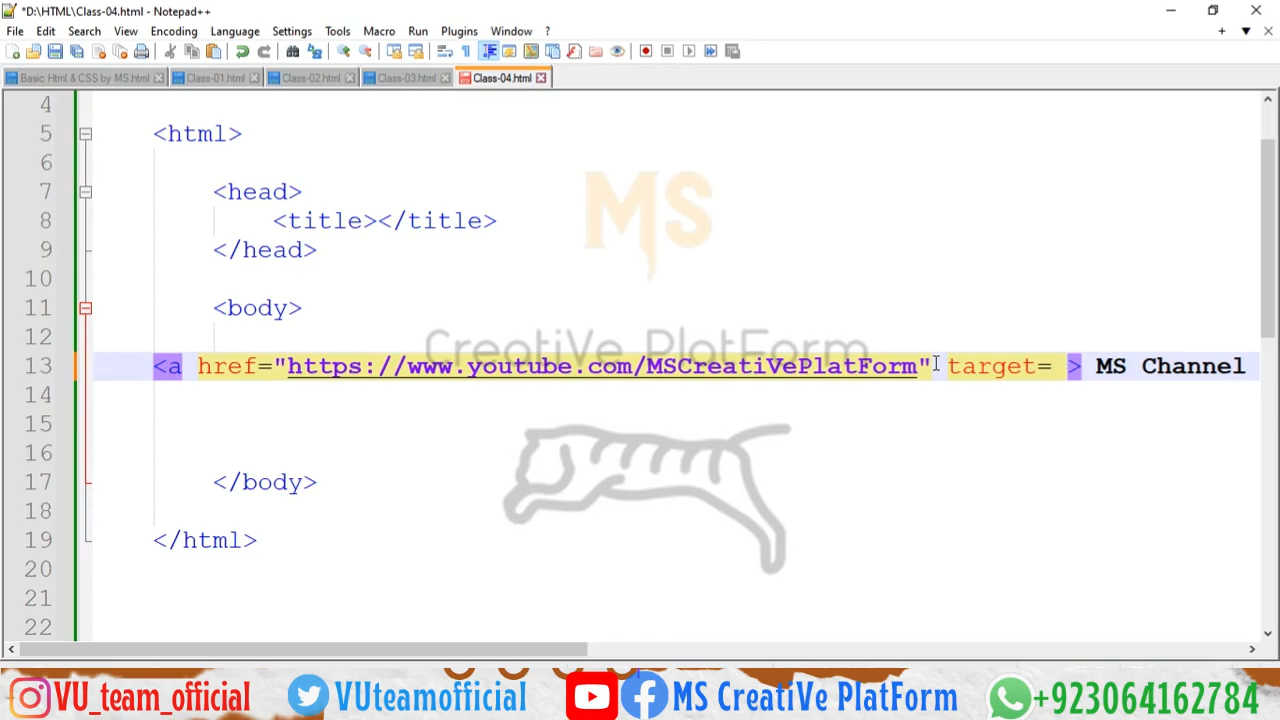 *D:\HTML\Class-04.html - Notepad++
File Edit Search View Encoding Language Settings Tools Macro Run Plugins Window ?
Basic Html & CSS by MS.html Class-01.html Class-02.html Class-03.html Class-04.html
4
5 <html>
6
7 <head>
8 <title></title>
9 </head>
10
11 <body>
12
13 <a href="https://www.youtube.com/MSCreatiVePlatForm" target= > MS Channel
14
15
16
17 </body>
18
19 </html>
20
21
22
MS
CreatiVe PlatForm
VU_team_official VUteamofficial MS CreatiVe PlatForm +923064162784